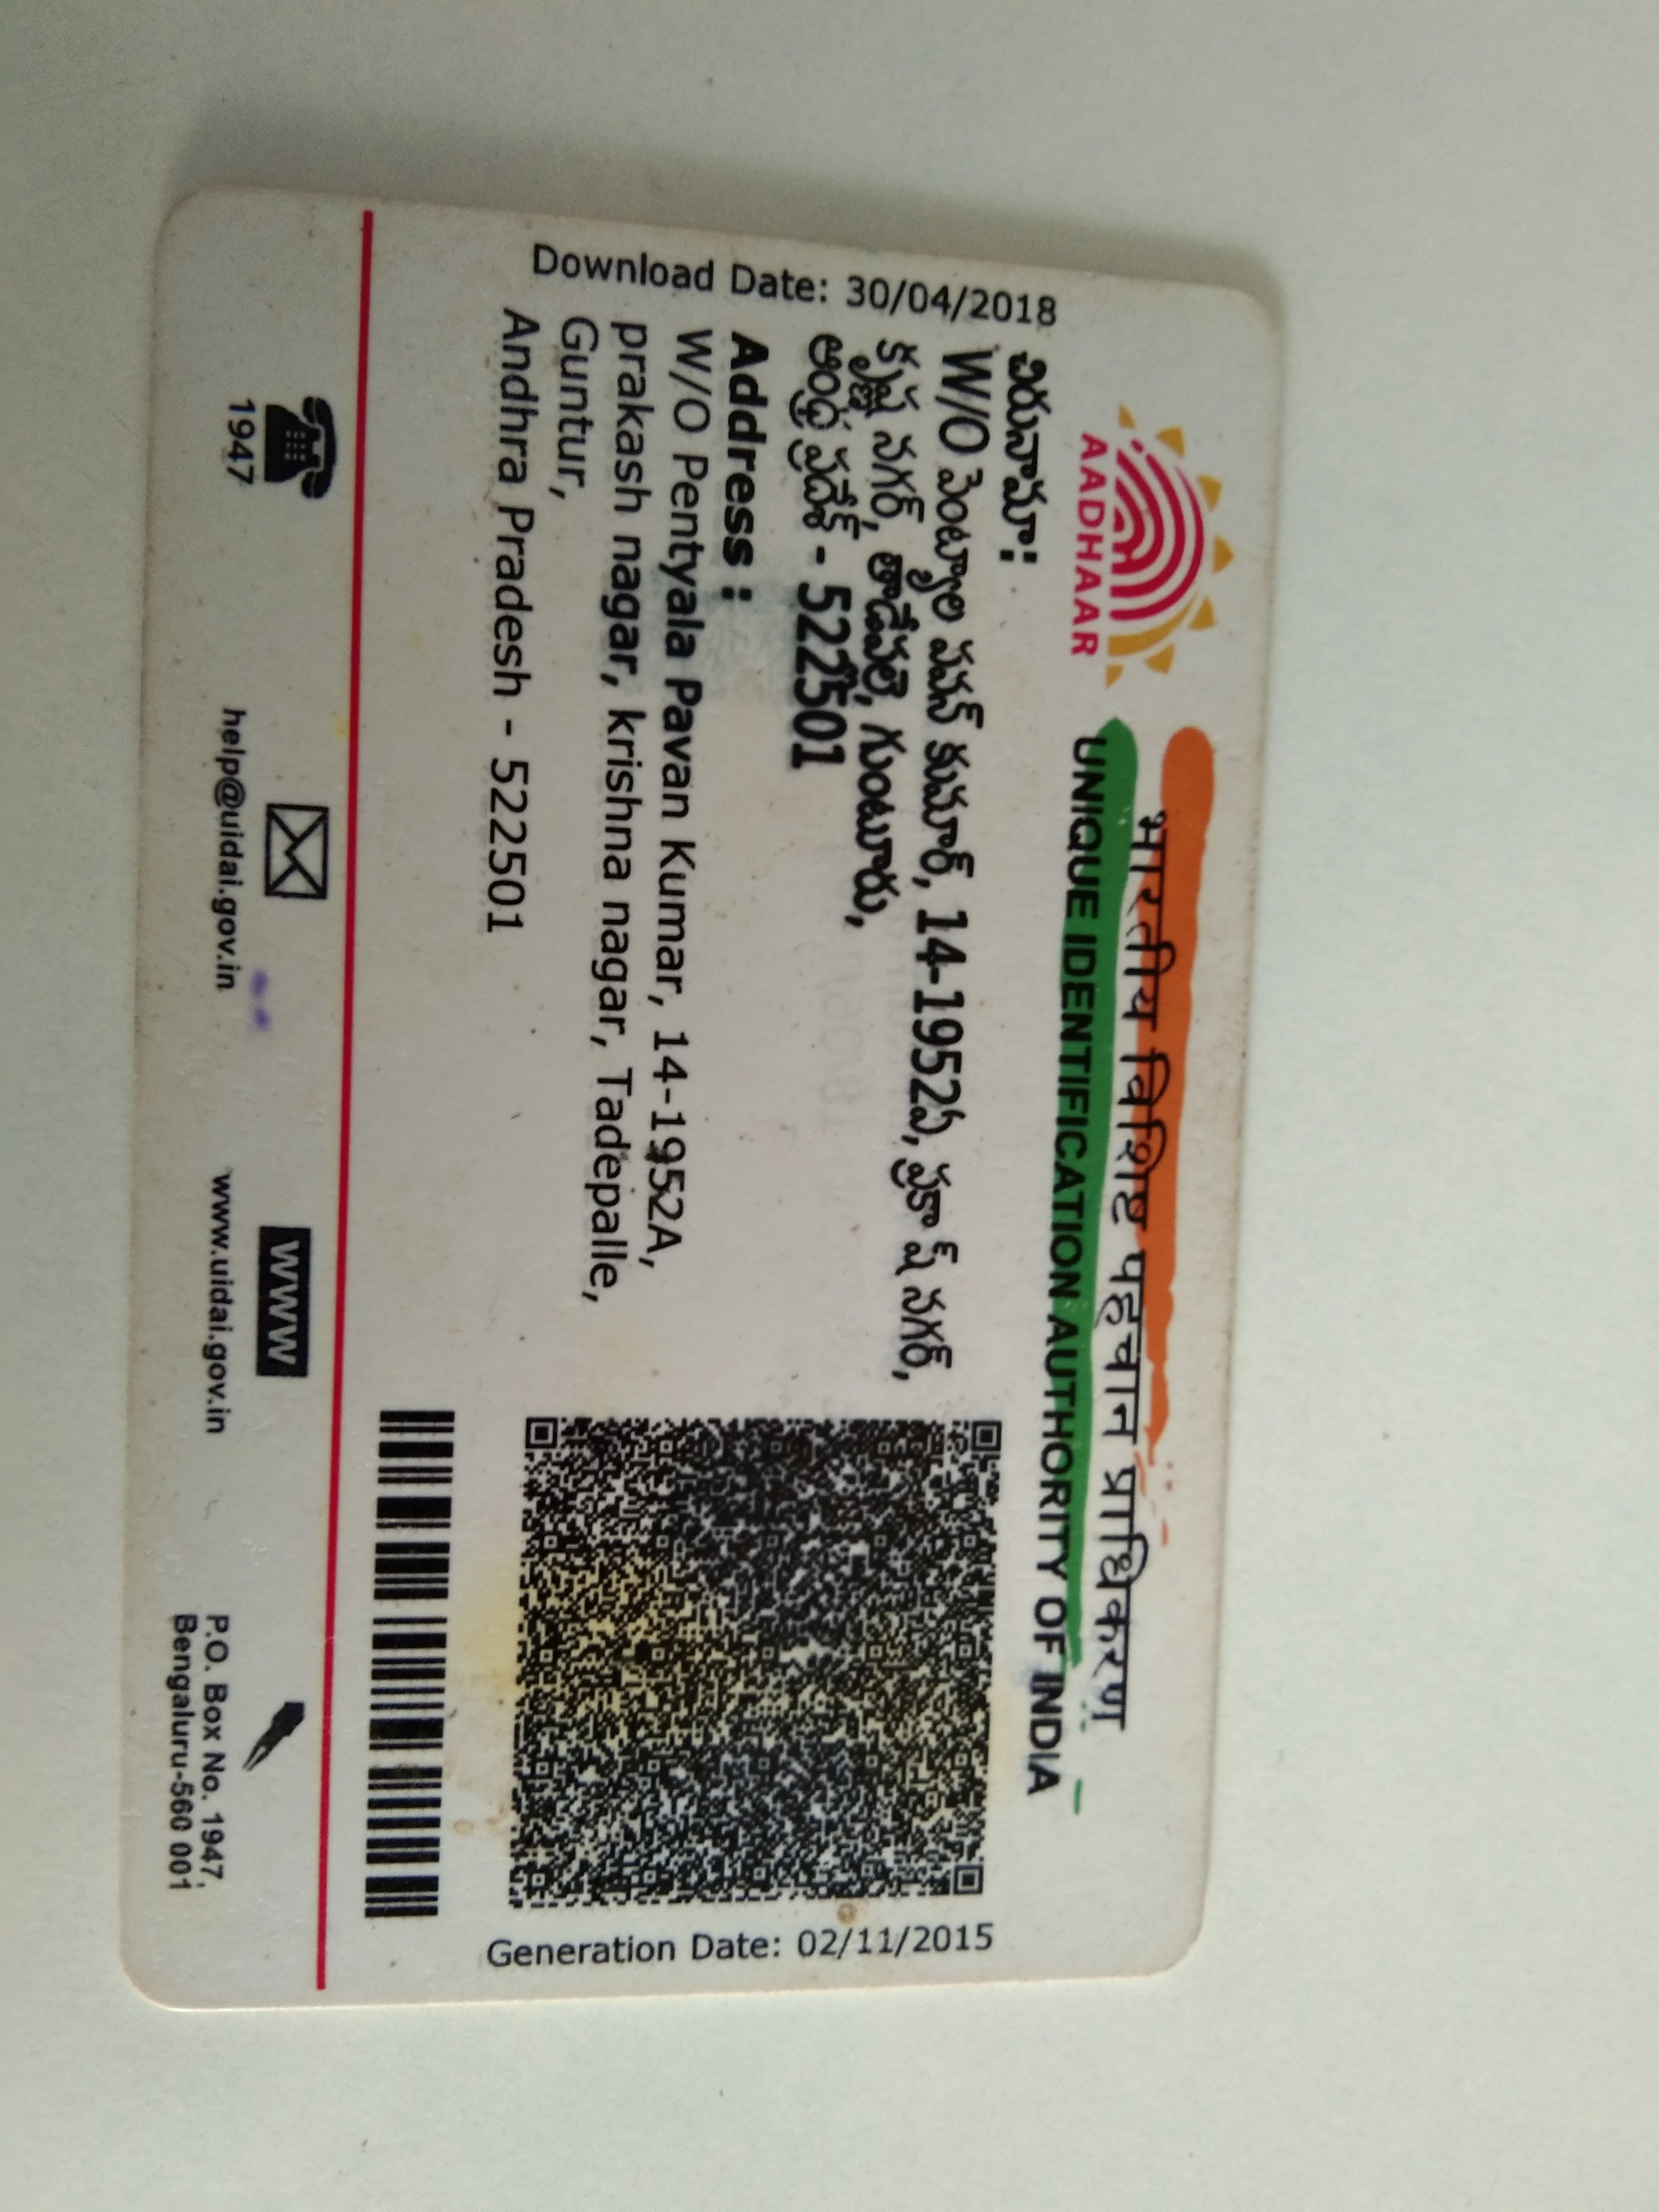 भारतीय विशिष्ट पहचान प्राधिकरण
UNIQUE IDENTIFICATION AUTHORITY OF INDIA
AADHAAR
Download Date: 30/04/2018
చిరునామా:
W/O పెంట్యాల పవన్ కుమార్, 14-1952ఏ, ప్రకాష్ నగర్,
క్రిష్ణ నగర్, తాడేపల్లి, గుంటూరు,
ఆంధ్ర ప్రదేశ్ - 522501
Address :
W/O Pentyala Pavan Kumar, 14-1952A,
prakash nagar, krishna nagar, Tadepalle,
Guntur,
Andhra Pradesh - 522501
Generation Date: 02/11/2015
1947
help@uidai.gov.in
WWW
www.uidai.gov.in
P.O. Box No. 1947,
Bengaluru-560 001